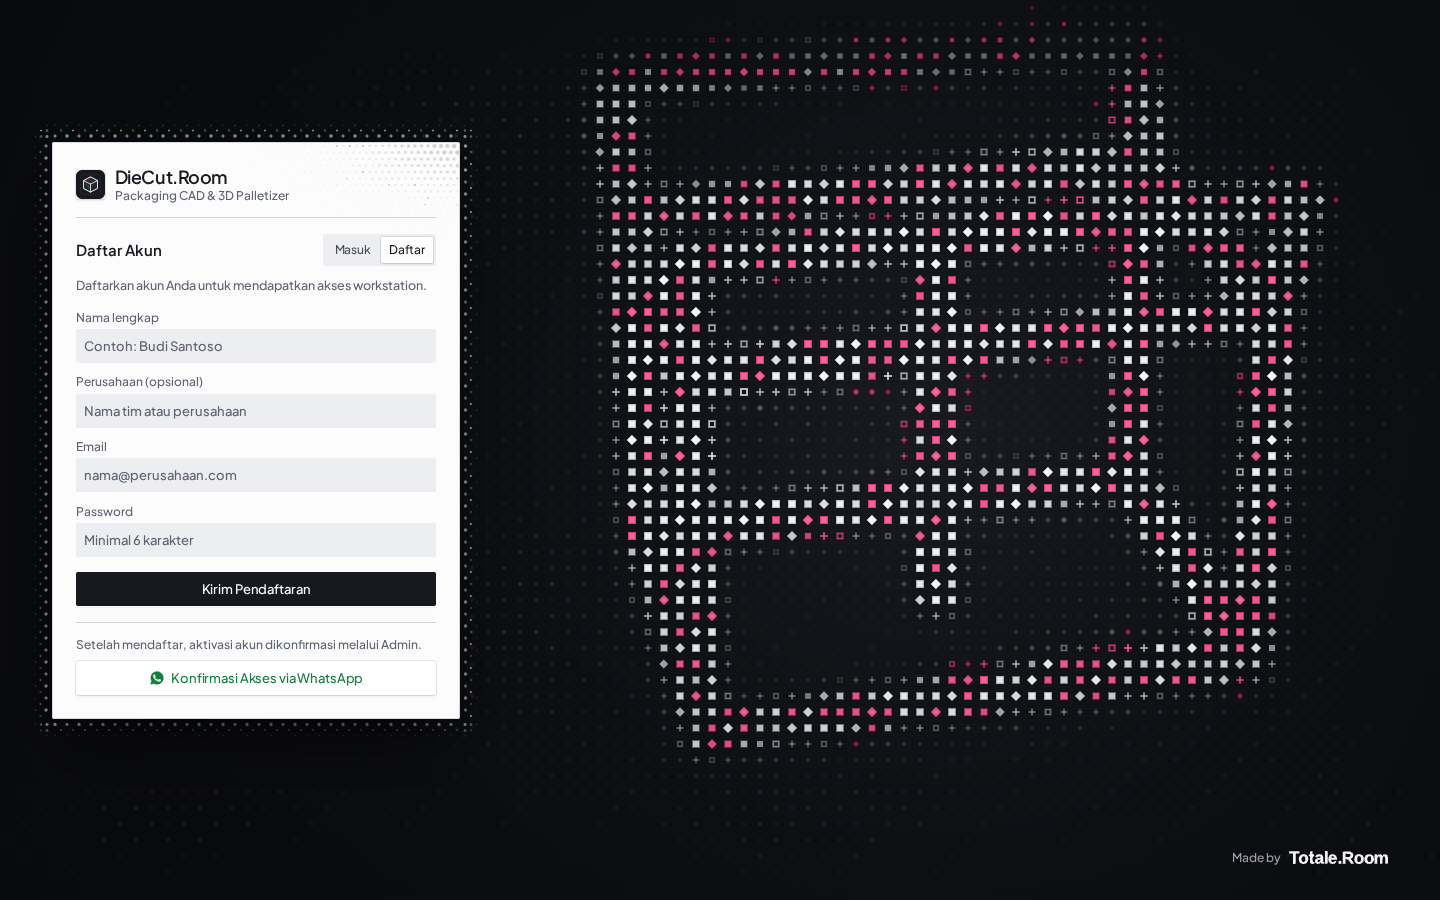 DieCut.Room
Packaging CAD & 3D Palletizer
Daftar Akun
Masuk
Daftar
Daftarkan akun Anda untuk mendapatkan akses workstation.
Nama lengkap
Contoh: Budi Santoso
Perusahaan (opsional)
Nama tim atau perusahaan
Email
nama@perusahaan.com
Password
Minimal 6 karakter
Kirim Pendaftaran
Setelah mendaftar, aktivasi akun dikonfirmasi melalui Admin.
Konfirmasi Akses via WhatsApp
Made by Totale.Room